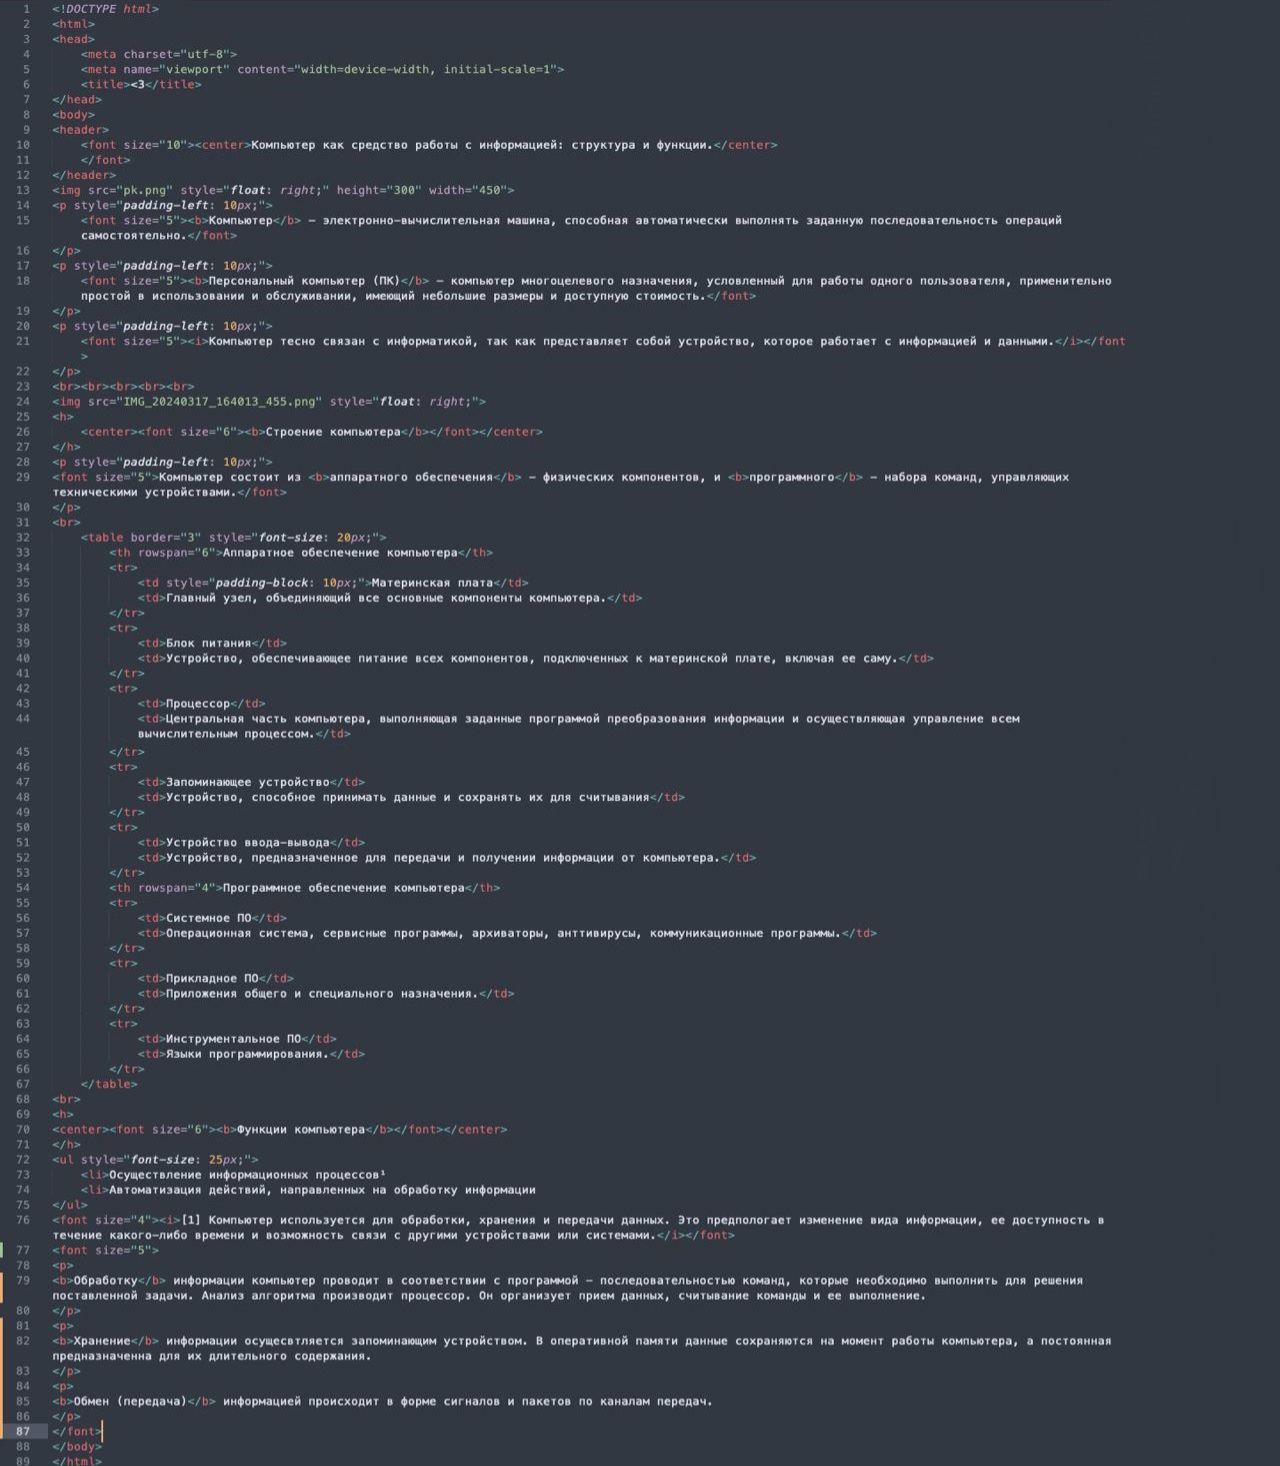 1 <!DOCTYPE html>
2 <html>
3 <head>
4 <meta charset="utf-8">
5 <meta name="viewport" content="width=device-width, initial-scale=1">
6 <title><3</title>
7 </head>
8 <body>
9 <header>
10 <font size="10"><center>Компьютер как средство работы с информацией: структура и функции.</center>
11 </font>
12 </header>
13 <img src="pk.png" style="float: right;" height="300" width="450">
14 <p style="padding-left: 10px;">
15 <font size="5"><b>Компьютер</b> – электронно-вычислительная машина, способная автоматически выполнять заданную последовательность операций
самостоятельно.</font>
16 </p>
17 <p style="padding-left: 10px;">
18 <font size="5"><b>Персональный компьютер (ПК)</b> – компьютер многоцелевого назначения, условленный для работы одного пользователя, применительно
простой в использовании и обслуживании, имеющий небольшие размеры и доступную стоимость.</font>
19 </p>
20 <p style="padding-left: 10px;">
21 <font size="5"><i>Компьютер тесно связан с информатикой, так как представляет собой устройство, которое работает с информацией и данными.</i></font
>
22 </p>
23 <br><br><br><br><br>
24 <img src="IMG_20240317_164013_455.png" style="float: right;">
25 <h>
26 <center><font size="6"><b>Строение компьютера</b></font></center>
27 </h>
28 <p style="padding-left: 10px;">
29 <font size="5">Компьютер состоит из <b>аппаратного обеспечения</b> – физических компонентов, и <b>программного</b> – набора команд, управляющих
техническими устройствами.</font>
30 </p>
31 <br>
32 <table border="3" style="font-size: 20px;">
33 <th rowspan="6">Аппаратное обеспечение компьютера</th>
34 <tr>
35 <td style="padding-block: 10px;">Материнская плата</td>
36 <td>Главный узел, объединяющий все основные компоненты компьютера.</td>
37 </tr>
38 <tr>
39 <td>Блок питания</td>
40 <td>Устройство, обеспечивающее питание всех компонентов, подключенных к материнской плате, включая ее саму.</td>
41 </tr>
42 <tr>
43 <td>Процессор</td>
44 <td>Центральная часть компьютера, выполняющая заданные программой преобразования информации и осуществляющая управление всем
вычислительным процессом.</td>
45 </tr>
46 <tr>
47 <td>Запоминающее устройство</td>
48 <td>Устройство, способное принимать данные и сохранять их для считывания</td>
49 </tr>
50 <tr>
51 <td>Устройство ввода-вывода</td>
52 <td>Устройство, предназначенное для передачи и получении информации от компьютера.</td>
53 </tr>
54 <th rowspan="4">Программное обеспечение компьютера</th>
55 <tr>
56 <td>Системное ПО</td>
57 <td>Операционная система, сервисные программы, архиваторы, анттивирусы, коммуникационные программы.</td>
58 </tr>
59 <tr>
60 <td>Прикладное ПО</td>
61 <td>Приложения общего и специального назначения.</td>
62 </tr>
63 <tr>
64 <td>Инструментальное ПО</td>
65 <td>Языки программирования.</td>
66 </tr>
67 </table>
68 <br>
69 <h>
70 <center><font size="6"><b>Функции компьютера</b></font></center>
71 </h>
72 <ul style="font-size: 25px;">
73 <li>Осуществление информационных процессов¹
74 <li>Автоматизация действий, направленных на обработку информации
75 </ul>
76 <font size="4"><i>[1] Компьютер используется для обработки, хранения и передачи данных. Это предпологает изменение вида информации, ее доступность в
течение какого-либо времени и возможность связи с другими устройствами или системами.</i></font>
77 <font size="5">
78 <p>
79 <b>Обработку</b> информации компьютер проводит в соответствии с программой – последовательностью команд, которые необходимо выполнить для решения
поставленной задачи. Анализ алгоритма производит процессор. Он организует прием данных, считывание команды и ее выполнение.
80 </p>
81 <p>
82 <b>Хранение</b> информации осущесвтляется запоминающим устройством. В оперативной памяти данные сохраняются на момент работы компьютера, а постоянная
предназначенна для их длительного содержания.
83 </p>
84 <p>
85 <b>Обмен (передача)</b> информацией происходит в форме сигналов и пакетов по каналам передач.
86 </p>
87 </font>
88 </body>
89 </html>